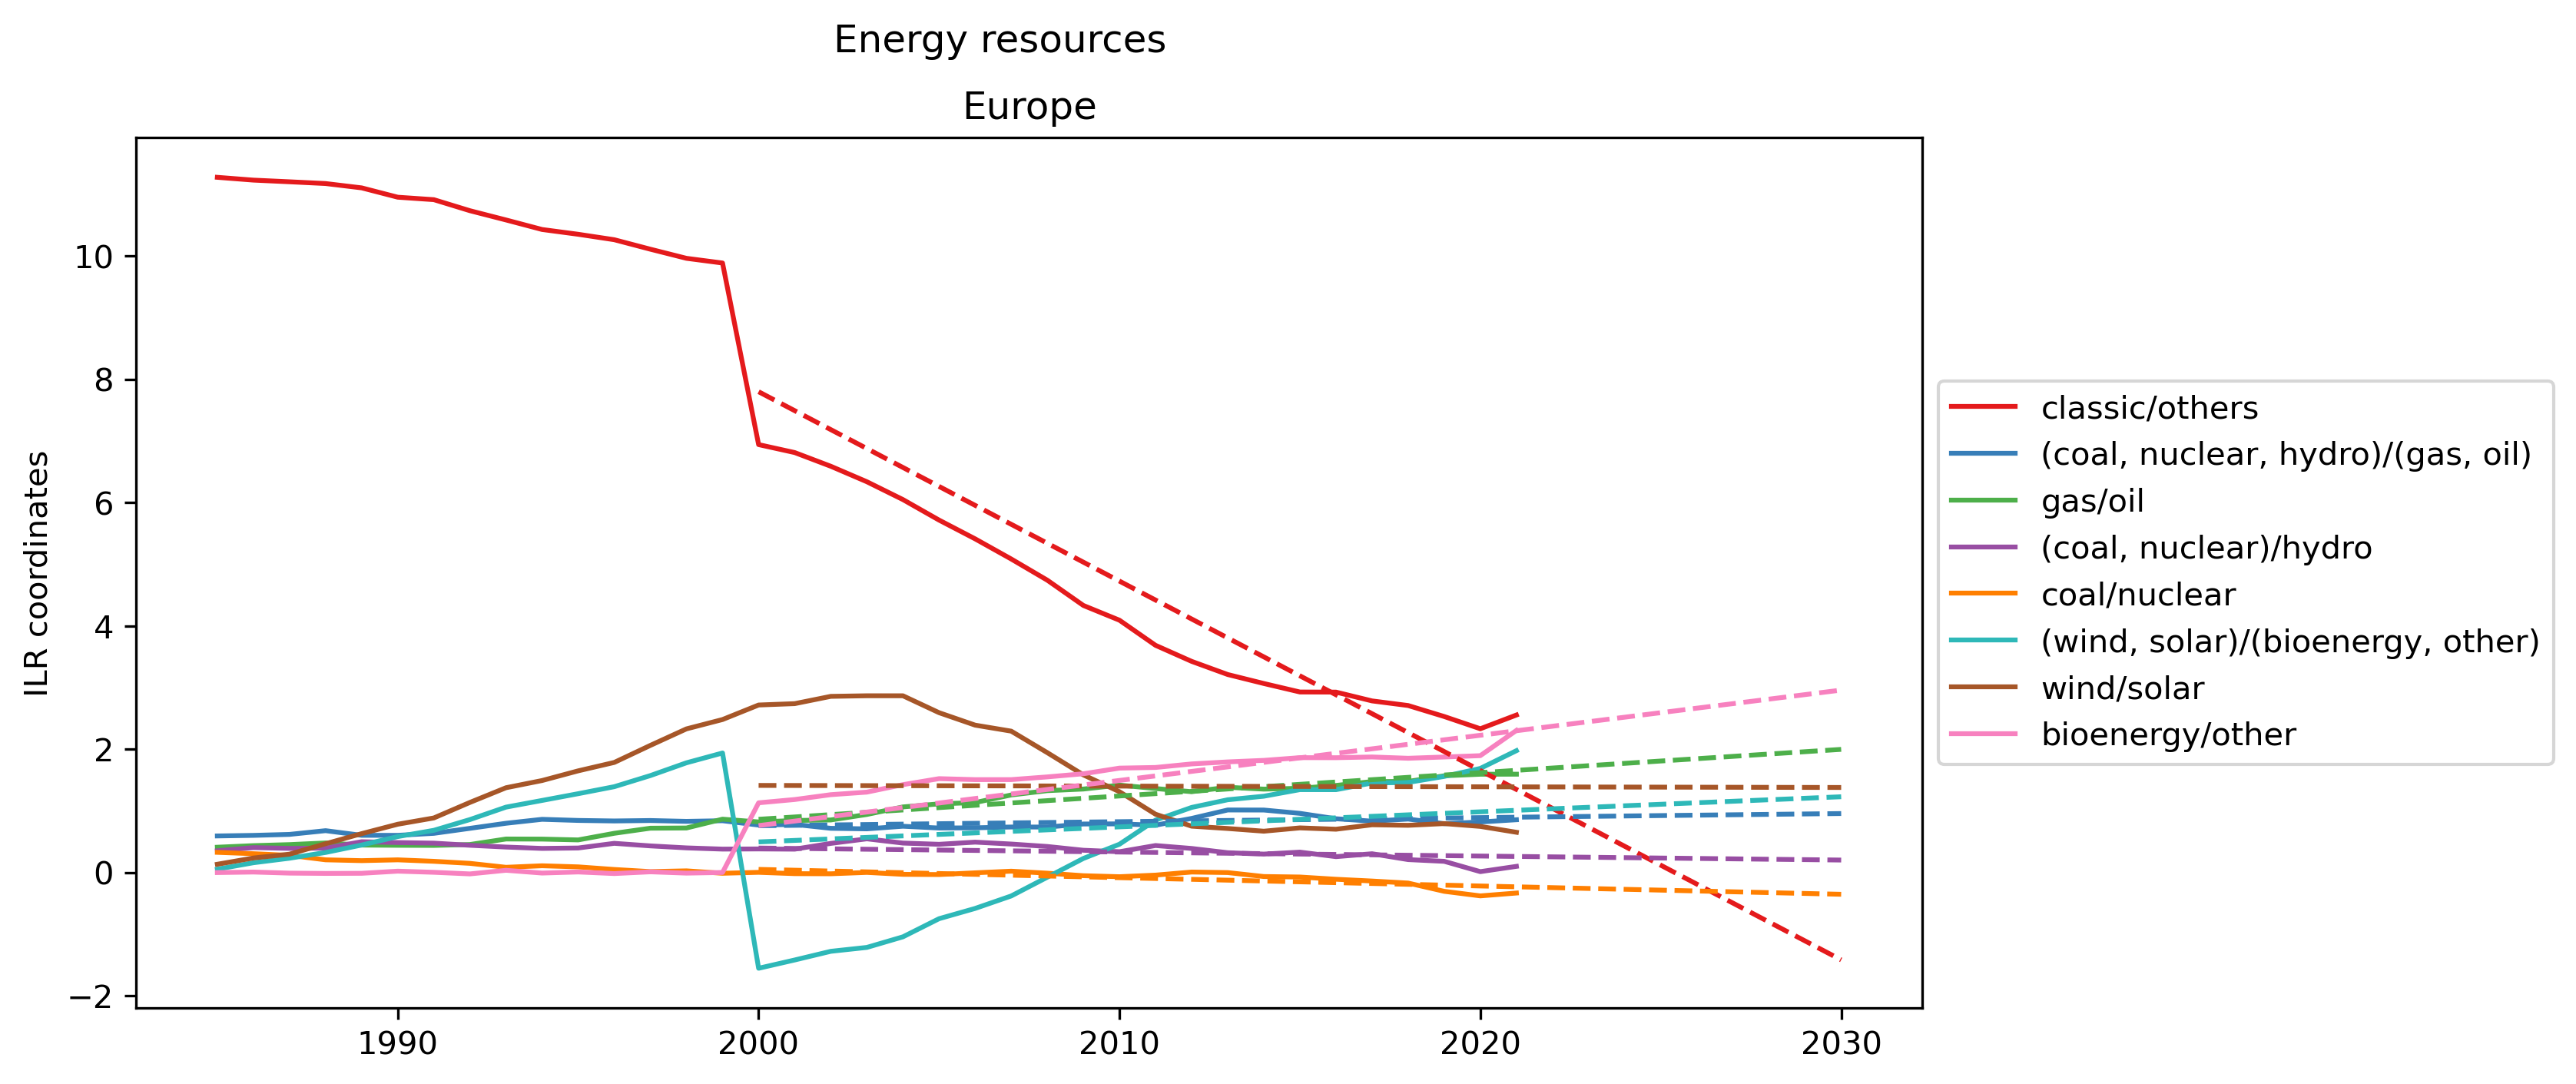 Energy resources
Europe
ILR coordinates
10
8
6
4
2
0
−2
1990
2000
2010
2020
2030
classic/others
(coal, nuclear, hydro)/(gas, oil)
gas/oil
(coal, nuclear)/hydro
coal/nuclear
(wind, solar)/(bioenergy, other)
wind/solar
bioenergy/other